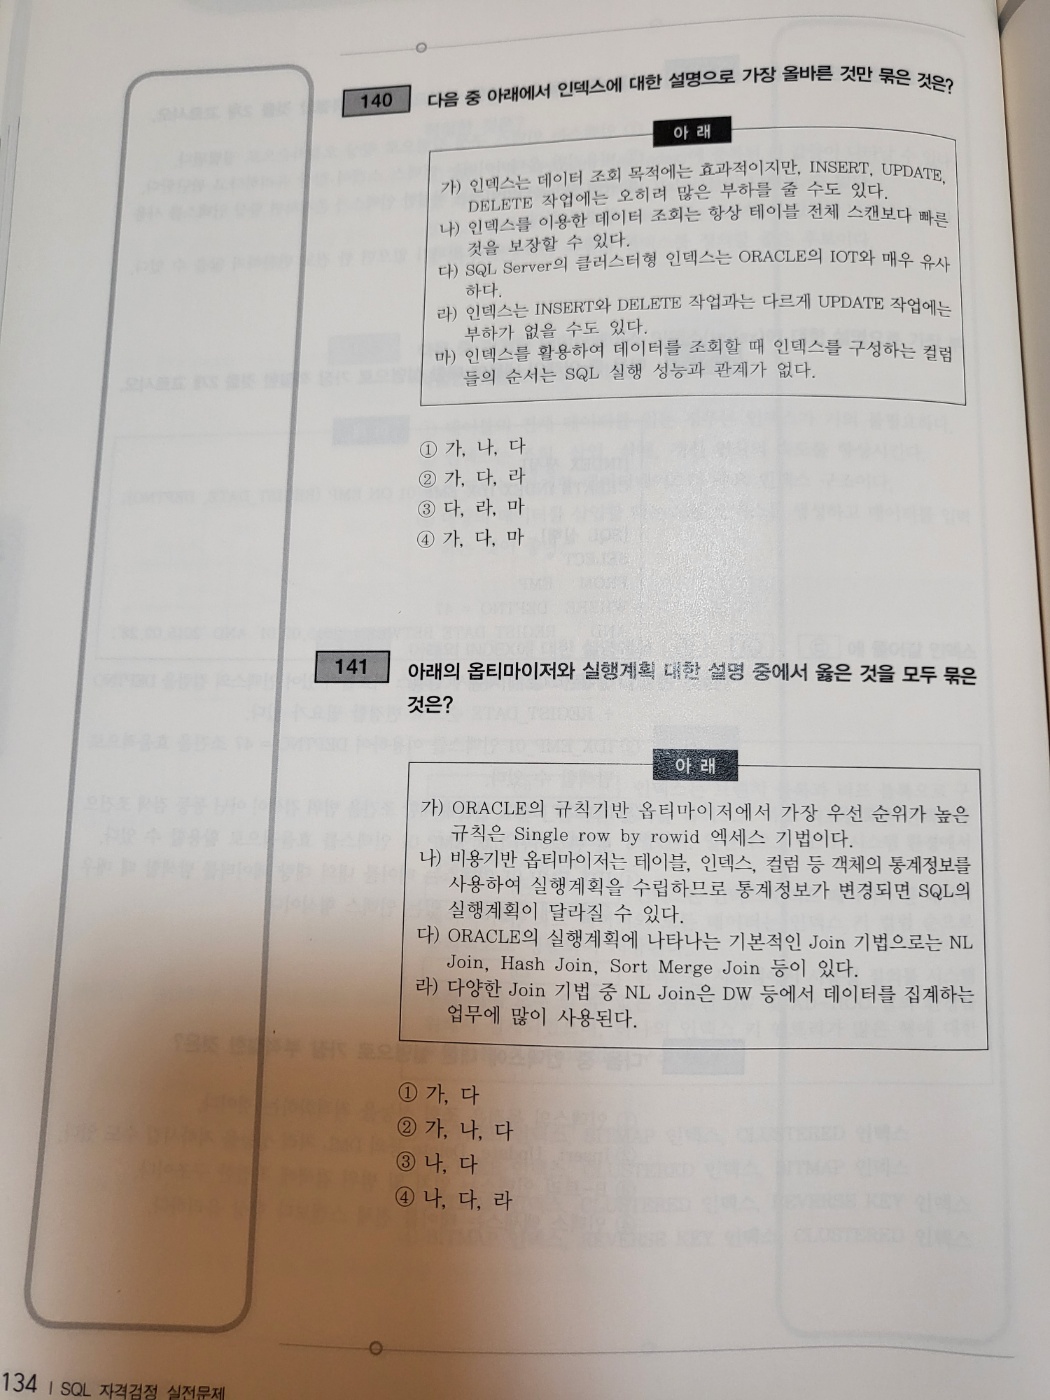 140 다음 중 아래에서 인덱스에 대한 설명으로 가장 올바른 것만 묶은 것은?
아 래
가) 인덱스는 데이터 조회 목적에는 효과적이지만, INSERT, UPDATE,
DELETE 작업에는 오히려 많은 부하를 줄 수도 있다.
나) 인덱스를 이용한 데이터 조회는 항상 테이블 전체 스캔보다 빠른
것을 보장할 수 있다.
다) SQL Server의 클러스터형 인덱스는 ORACLE의 IOT와 매우 유사
하다.
라) 인덱스는 INSERT와 DELETE 작업과는 다르게 UPDATE 작업에는
부하가 없을 수도 있다.
마) 인덱스를 활용하여 데이터를 조회할 때 인덱스를 구성하는 컬럼
들의 순서는 SQL 실행 성능과 관계가 없다.
① 가, 나, 다
② 가, 다, 라
③ 다, 라, 마
④ 가, 다, 마
141 아래의 옵티마이저와 실행계획 대한 설명 중에서 옳은 것을 모두 묶은
것은?
아 래
가) ORACLE의 규칙기반 옵티마이저에서 가장 우선 순위가 높은
규칙은 Single row by rowid 엑세스 기법이다.
나) 비용기반 옵티마이저는 테이블, 인덱스, 컬럼 등 객체의 통계정보를
사용하여 실행계획을 수립하므로 통계정보가 변경되면 SQL의
실행계획이 달라질 수 있다.
다) ORACLE의 실행계획에 나타나는 기본적인 Join 기법으로는 NL
Join, Hash Join, Sort Merge Join 등이 있다.
라) 다양한 Join 기법 중 NL Join은 DW 등에서 데이터를 집계하는
업무에 많이 사용된다.
① 가, 다
② 가, 나, 다
③ 나, 다
④ 나, 다, 라
134 | SQL 자격검정 실전문제